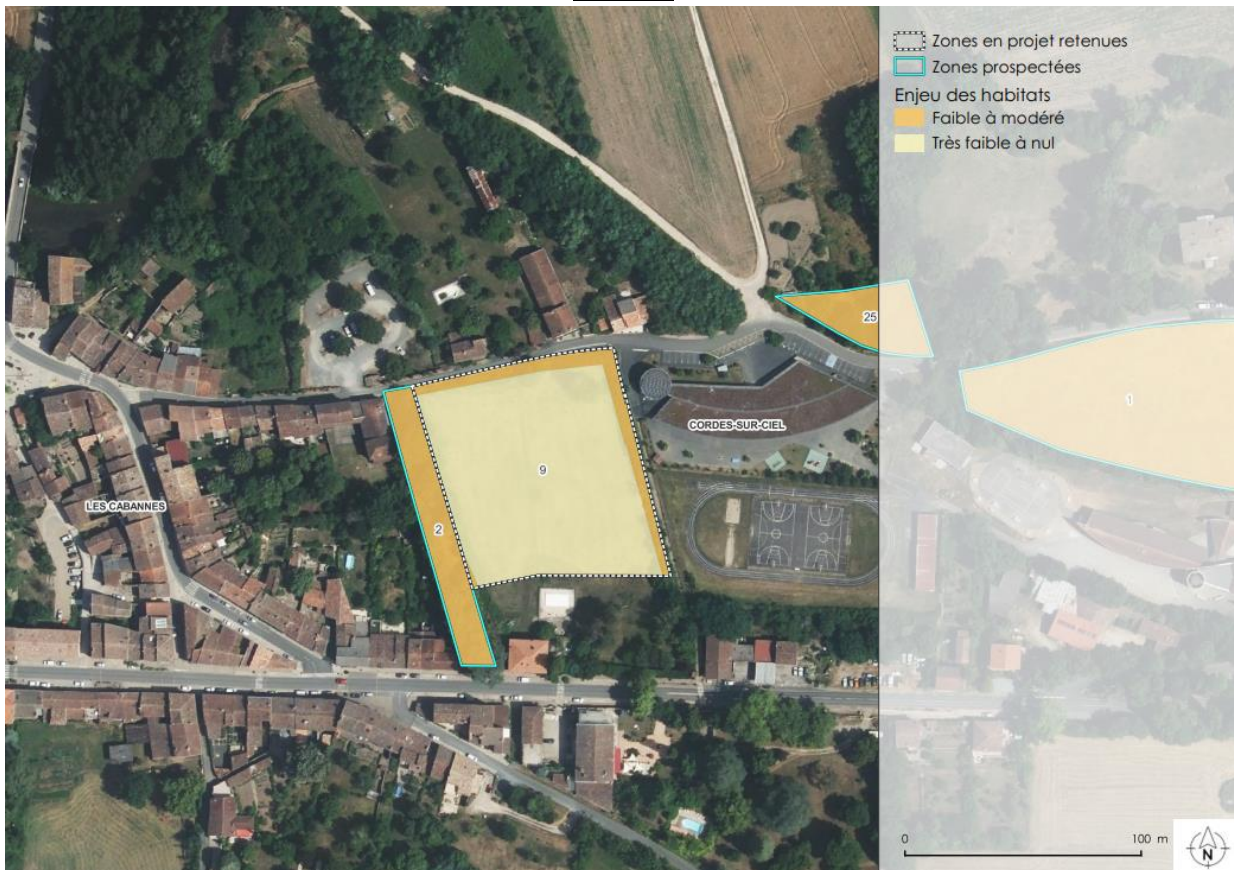 Zones en projet retenues
Zones prospectées
Enjeu des habitats
Faible à modéré
Très faible à nul
25
1
CORDES-SUR-CIEL
9
LES CABANNES
2
0 100 m
N